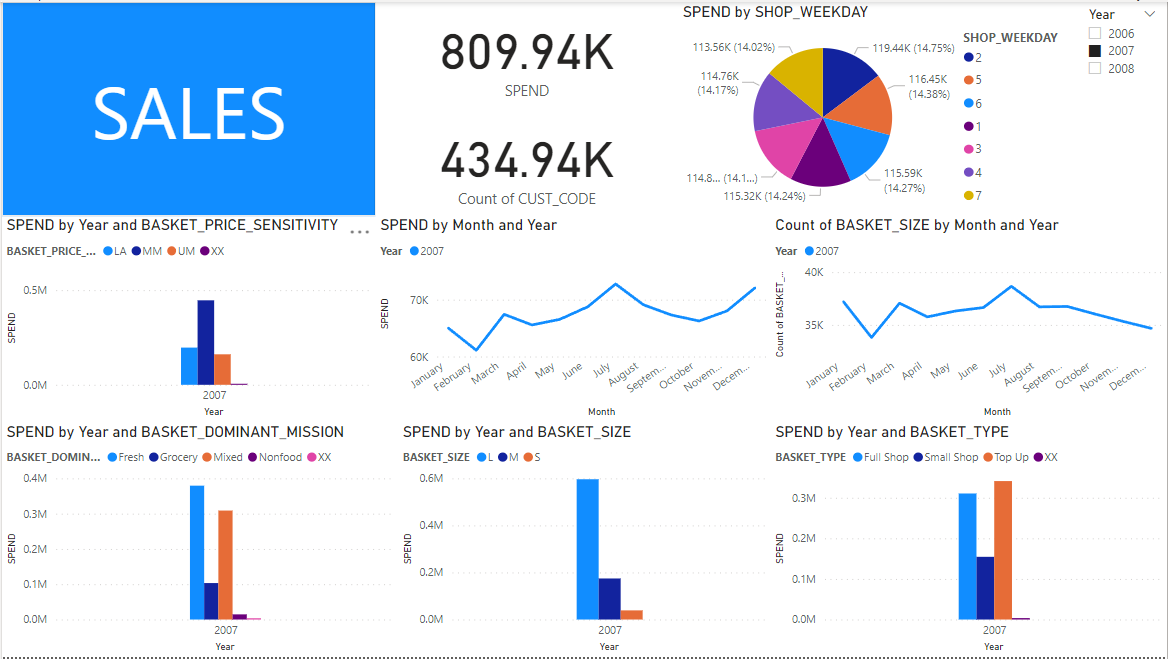 SALES
809.94K
SPEND
434.94K
Count of CUST_CODE
SPEND by SHOP_WEEKDAY
113.56K (14.02%)
119.44K (14.75%)
114.76K
(14.17%)
116.45K
(14.38%)
114.8... (14.1...)
115.59K
(14.27%)
115.32K (14.24%)
SHOP_WEEKDAY
2
5
6
1
3
4
7
Year
2006
2007
2008
SPEND by Year and BASKET_PRICE_SENSITIVITY
BASKET_PRICE_... LA MM UM XX
0.5M
0.0M
SPEND
2007
Year
SPEND by Month and Year
Year 2007
70K
60K
SPEND
January
February
March
April
May
June
July
August
Septem...
October
Novem...
Decem...
Month
Count of BASKET_SIZE by Month and Year
Year 2007
40K
35K
Count of BASKET_...
January
February
March
April
May
June
July
August
Septem...
October
Novem...
Decem...
Month
SPEND by Year and BASKET_DOMINANT_MISSION
BASKET_DOMIN... Fresh Grocery Mixed Nonfood XX
0.4M
0.3M
0.2M
0.1M
0.0M
SPEND
2007
Year
SPEND by Year and BASKET_SIZE
BASKET_SIZE L M S
0.6M
0.4M
0.2M
0.0M
SPEND
2007
Year
SPEND by Year and BASKET_TYPE
BASKET_TYPE Full Shop Small Shop Top Up XX
0.3M
0.2M
0.1M
0.0M
SPEND
2007
Year